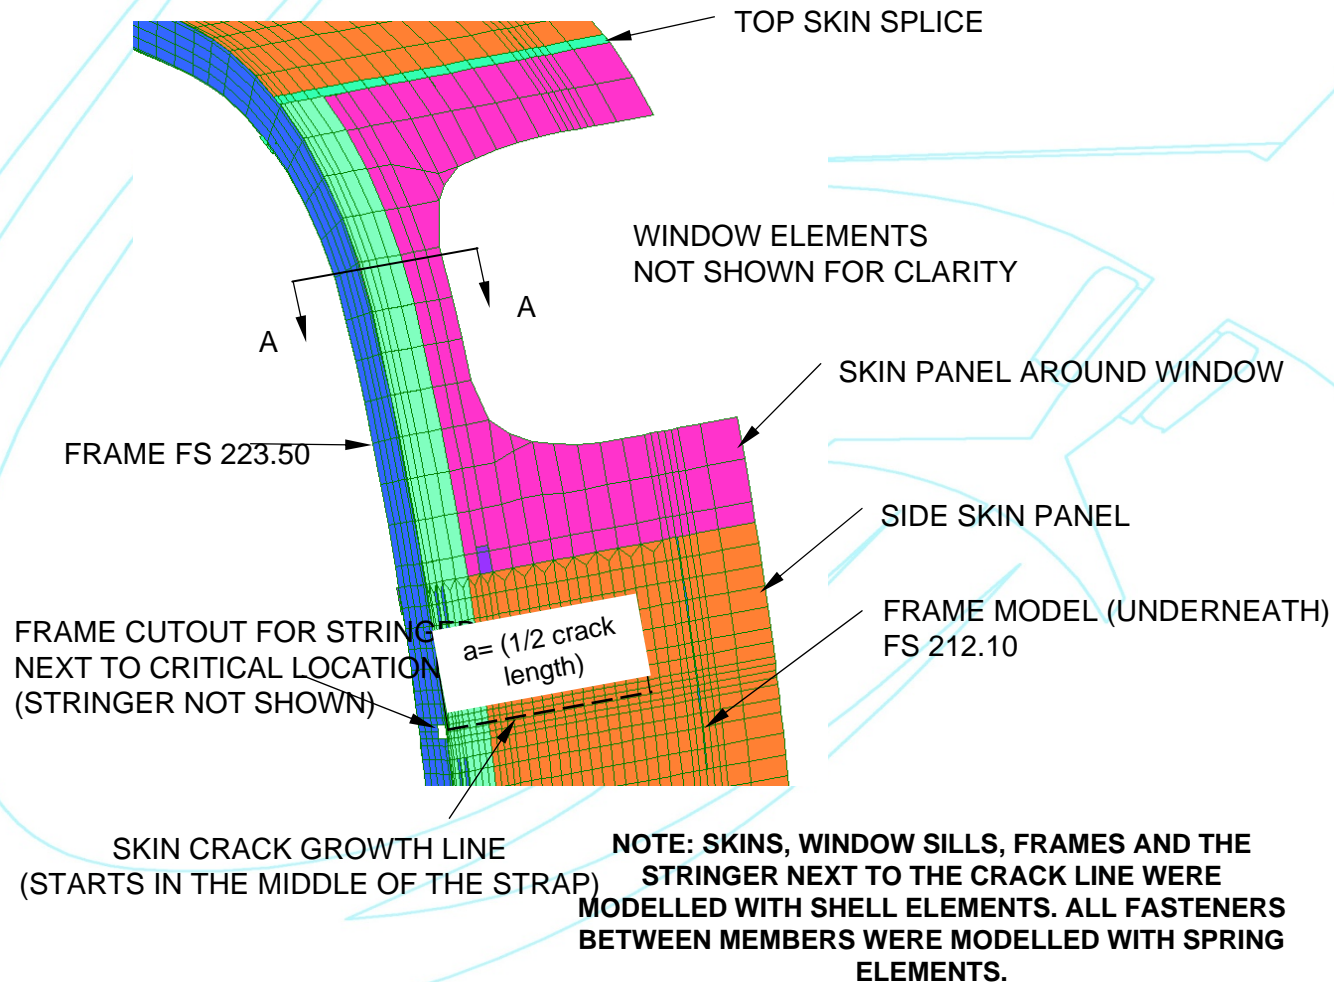 TOP SKIN SPLICE
WINDOW ELEMENTS
NOT SHOWN FOR CLARITY
A
A
SKIN PANEL AROUND WINDOW
FRAME FS 223.50
SIDE SKIN PANEL
FRAME MODEL (UNDERNEATH)
FS 212.10
FRAME CUTOUT FOR STRINGER
NEXT TO CRITICAL LOCATION
(STRINGER NOT SHOWN)
a= (1/2 crack
length)
SKIN CRACK GROWTH LINE
(STARTS IN THE MIDDLE OF THE STRAP)
NOTE: SKINS, WINDOW SILLS, FRAMES AND THE
STRINGER NEXT TO THE CRACK LINE WERE
MODELLED WITH SHELL ELEMENTS. ALL FASTENERS
BETWEEN MEMBERS WERE MODELLED WITH SPRING
ELEMENTS.